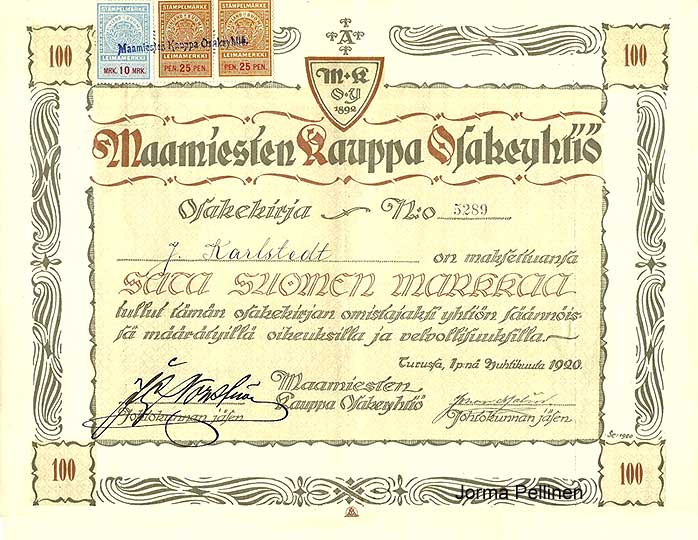 100
STÄMPELMÄRKE
LEIMAMERKKI
MRK. 10 MRK.
STÄMPELMÄRKE
LEIMAMERKKI
PEN. 25 PEN.
STÄMPELMÄRKE
LEIMAMERKKI
PEN. 25 PEN.
Maamiesten Kauppa Osakeyhtiö.
A
M • K
O • Y
1892
100
Maamiesten Kauppa Osakeyhtiö
Osakekirja N:o 5289
J. Karlstedt on maksettuansa
SATA SUOMEN MARKKAA
tullut tämän osakekirjan omistajaksi yhtiön säännöis-
sä määrätyillä oikeuksilla ja velvollisuuksilla.
Turussa, 1 p:nä Huhtikuuta 1920.
Maamiesten
Kauppa Osakeyhtiö
Johtokunnan jäsen
Johtokunnan jäsen
100
100
Jorma Pellinen